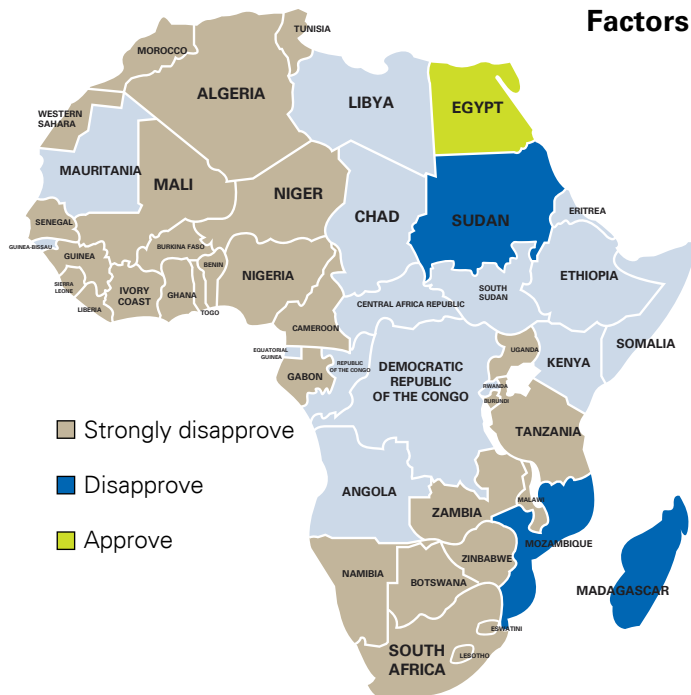 Factors
TUNISIA
MOROCCO
ALGERIA
LIBYA
EGYPT
WESTERN
SAHARA
MAURITANIA
MALI
NIGER
CHAD
SUDAN
ERITREA
SENEGAL
GUINEA-BISSAU
GUINEA
BURKINA FASO
BENIN
NIGERIA
SIERRA
LEONE
IVORY
COAST
GHANA
LIBERIA
TOGO
CAMEROON
CENTRAL AFRICA REPUBLIC
SOUTH
SUDAN
ETHIOPIA
SOMALIA
EQUATORIAL
GUINEA
GABON
REPUBLIC
OF THE CONGO
DEMOCRATIC
REPUBLIC
OF THE CONGO
UGANDA
KENYA
RWANDA
BURUNDI
TANZANIA
Strongly disapprove
Disapprove
Approve
ANGOLA
ZAMBIA
MALAWI
MOZAMBIQUE
ZIMBABWE
NAMIBIA
BOTSWANA
MADAGASCAR
ESWATINI
LESOTHO
SOUTH
AFRICA